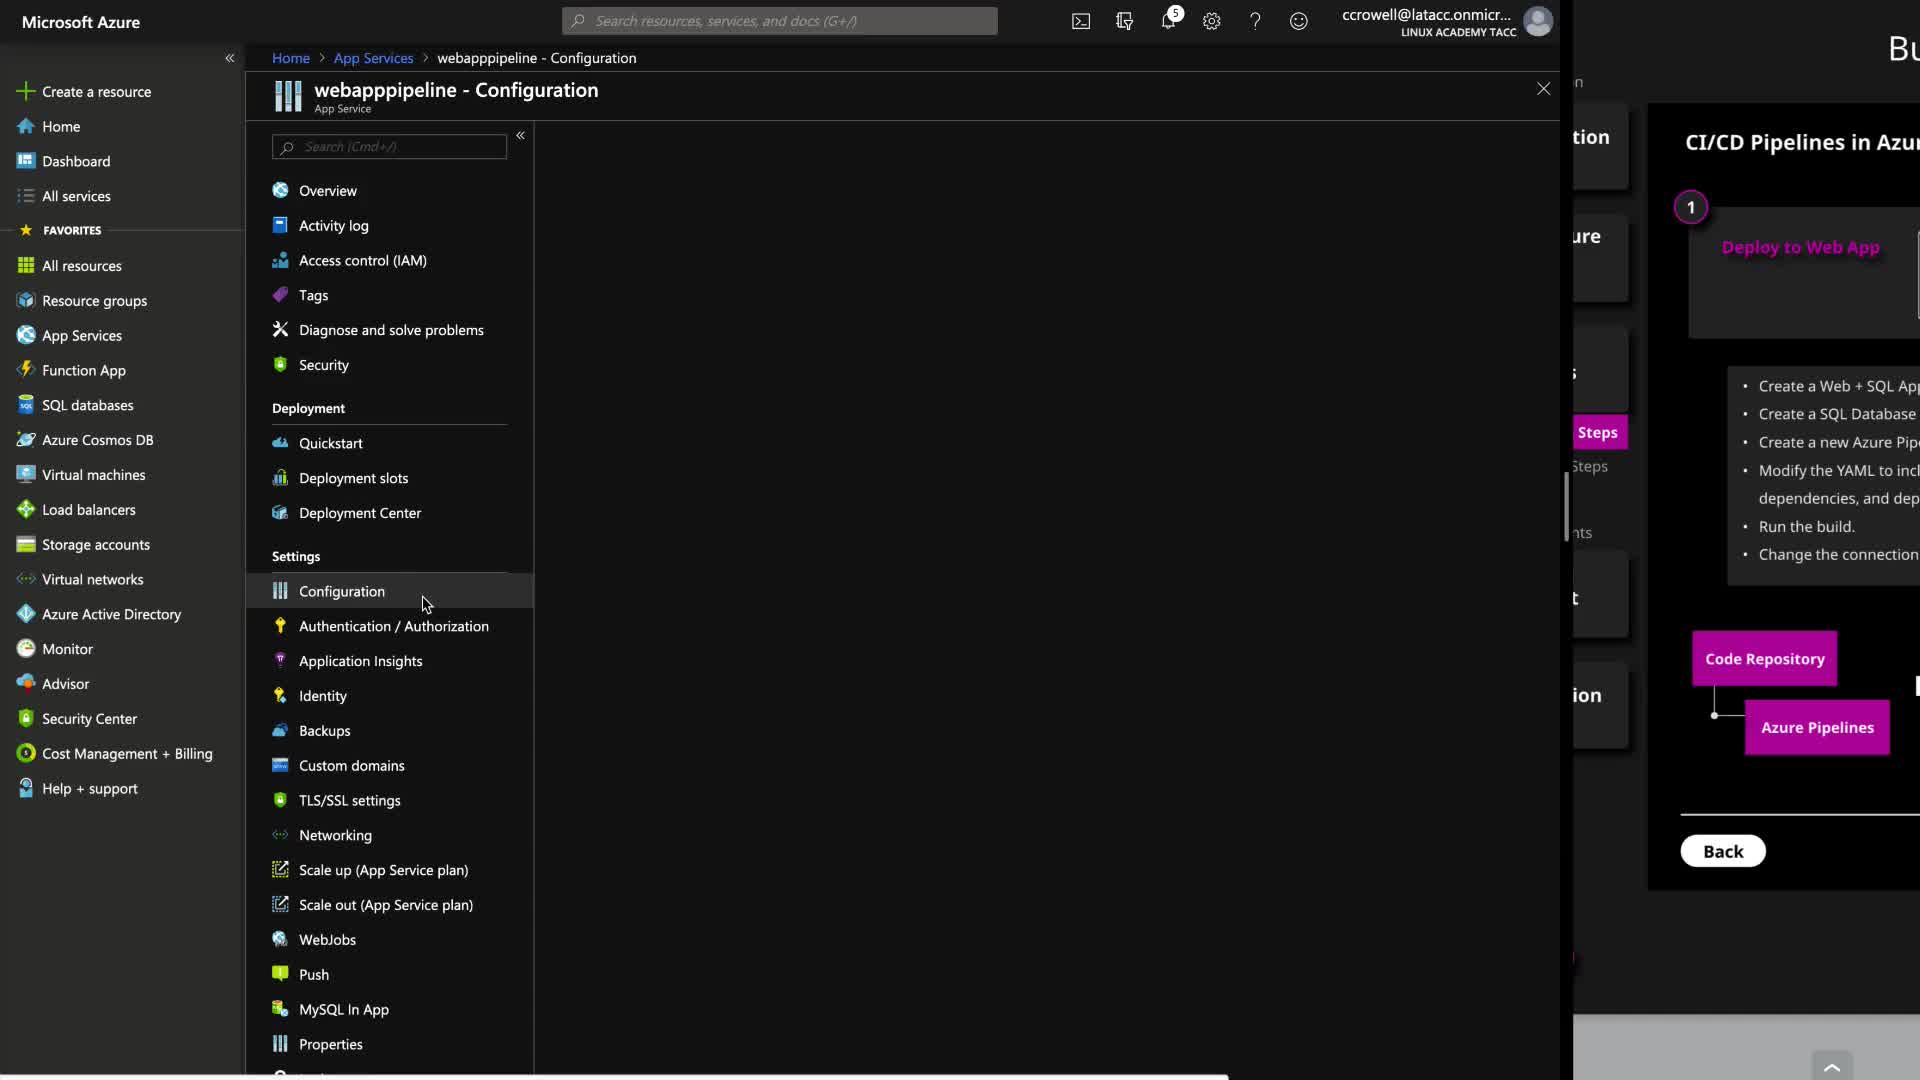 Microsoft Azure
Search resources, services, and docs (G+/)
5
ccrowell@latacc.onmicr...
LINUX ACADEMY TACC
Create a resource
Home
Dashboard
All services
FAVORITES
All resources
Resource groups
App Services
Function App
SQL databases
Azure Cosmos DB
Virtual machines
Load balancers
Storage accounts
Virtual networks
Azure Active Directory
Monitor
Advisor
Security Center
Cost Management + Billing
Help + support
Home > App Services > webapppipeline - Configuration
webapppipeline - Configuration
App Service
Search (Cmd+/)
Overview
Activity log
Access control (IAM)
Tags
Diagnose and solve problems
Security
Deployment
Quickstart
Deployment slots
Deployment Center
Settings
Configuration
Authentication / Authorization
Application Insights
Identity
Backups
Custom domains
TLS/SSL settings
Networking
Scale up (App Service plan)
Scale out (App Service plan)
WebJobs
Push
MySQL In App
Properties
Bu
n
tion
ure
s
Steps
Steps
nts
t
ion
CI/CD Pipelines in Azur
1
Deploy to Web App
• Create a Web + SQL App
• Create a SQL Database
• Create a new Azure Pipe
• Modify the YAML to incl
dependencies, and dep
• Run the build.
• Change the connection
Code Repository
Azure Pipelines
Back